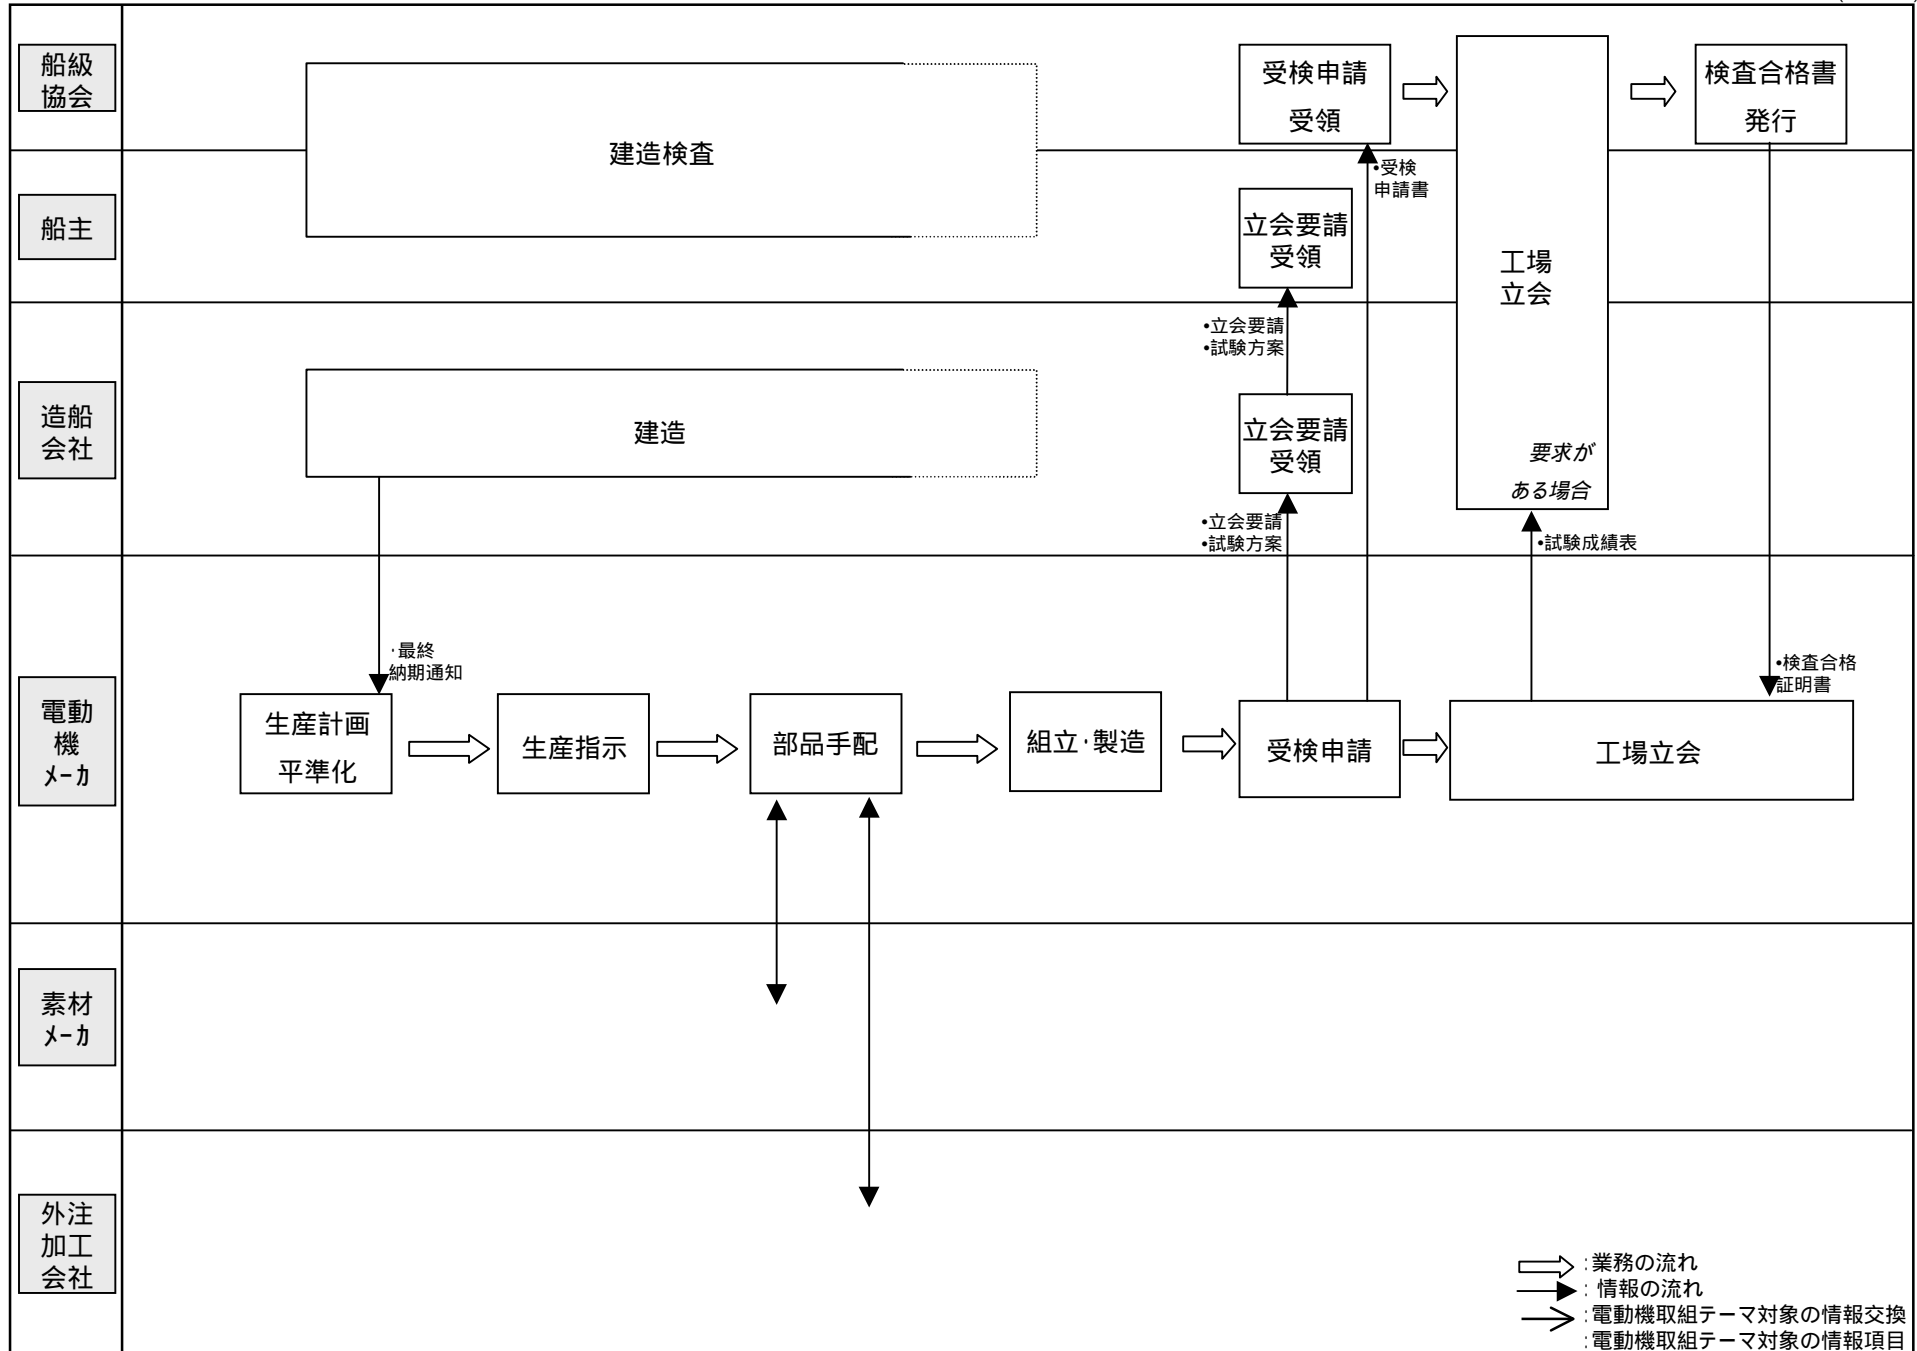 船級
協会
建造検査
受検申請
受領
検査合格書
発行
•受検
申請書
船主
立会要請
受領
工場
立会
•立会要請
•試験方案
造船
会社
建造
立会要請
受領
要求が
ある場合
•立会要請
•試験方案
•試験成績表
･最終
納期通知
•検査合格
証明書
電動
機
ﾒｰｶ
生産計画
平準化
生産指示
部品手配
組立･製造
受検申請
工場立会
素材
ﾒｰｶ
外注
加工
会社
:業務の流れ
: 情報の流れ
:電動機取組テーマ対象の情報交換
:電動機取組テーマ対象の情報項目